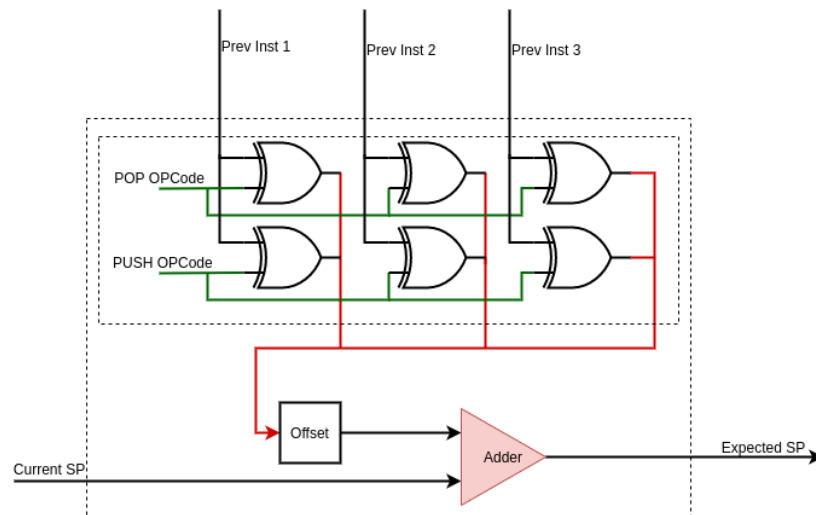 Prev Inst 1
Prev Inst 2
Prev Inst 3
POP OPCode
PUSH OPCode
Offset
Adder
Expected SP
Current SP